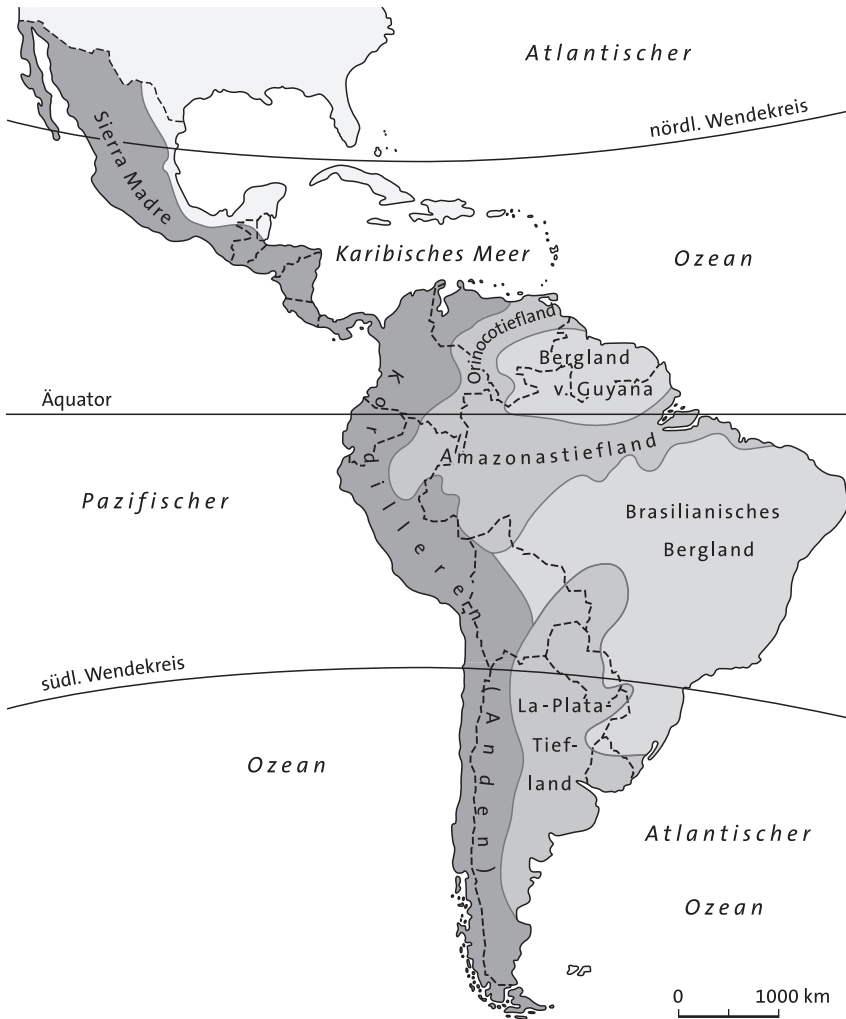 Atlantischer
nördl. Wendekreis
Sierra Madre
Karibisches Meer
Ozean
Orinocotiefland
Bergland
v. Guyana
Äquator
Kordilleren
Amazonastiefland
Pazifischer
Brasilianisches
Bergland
südl. Wendekreis
(Anden)
La-Plata-
Tief-
land
Ozean
Atlantischer
Ozean
0 1000 km